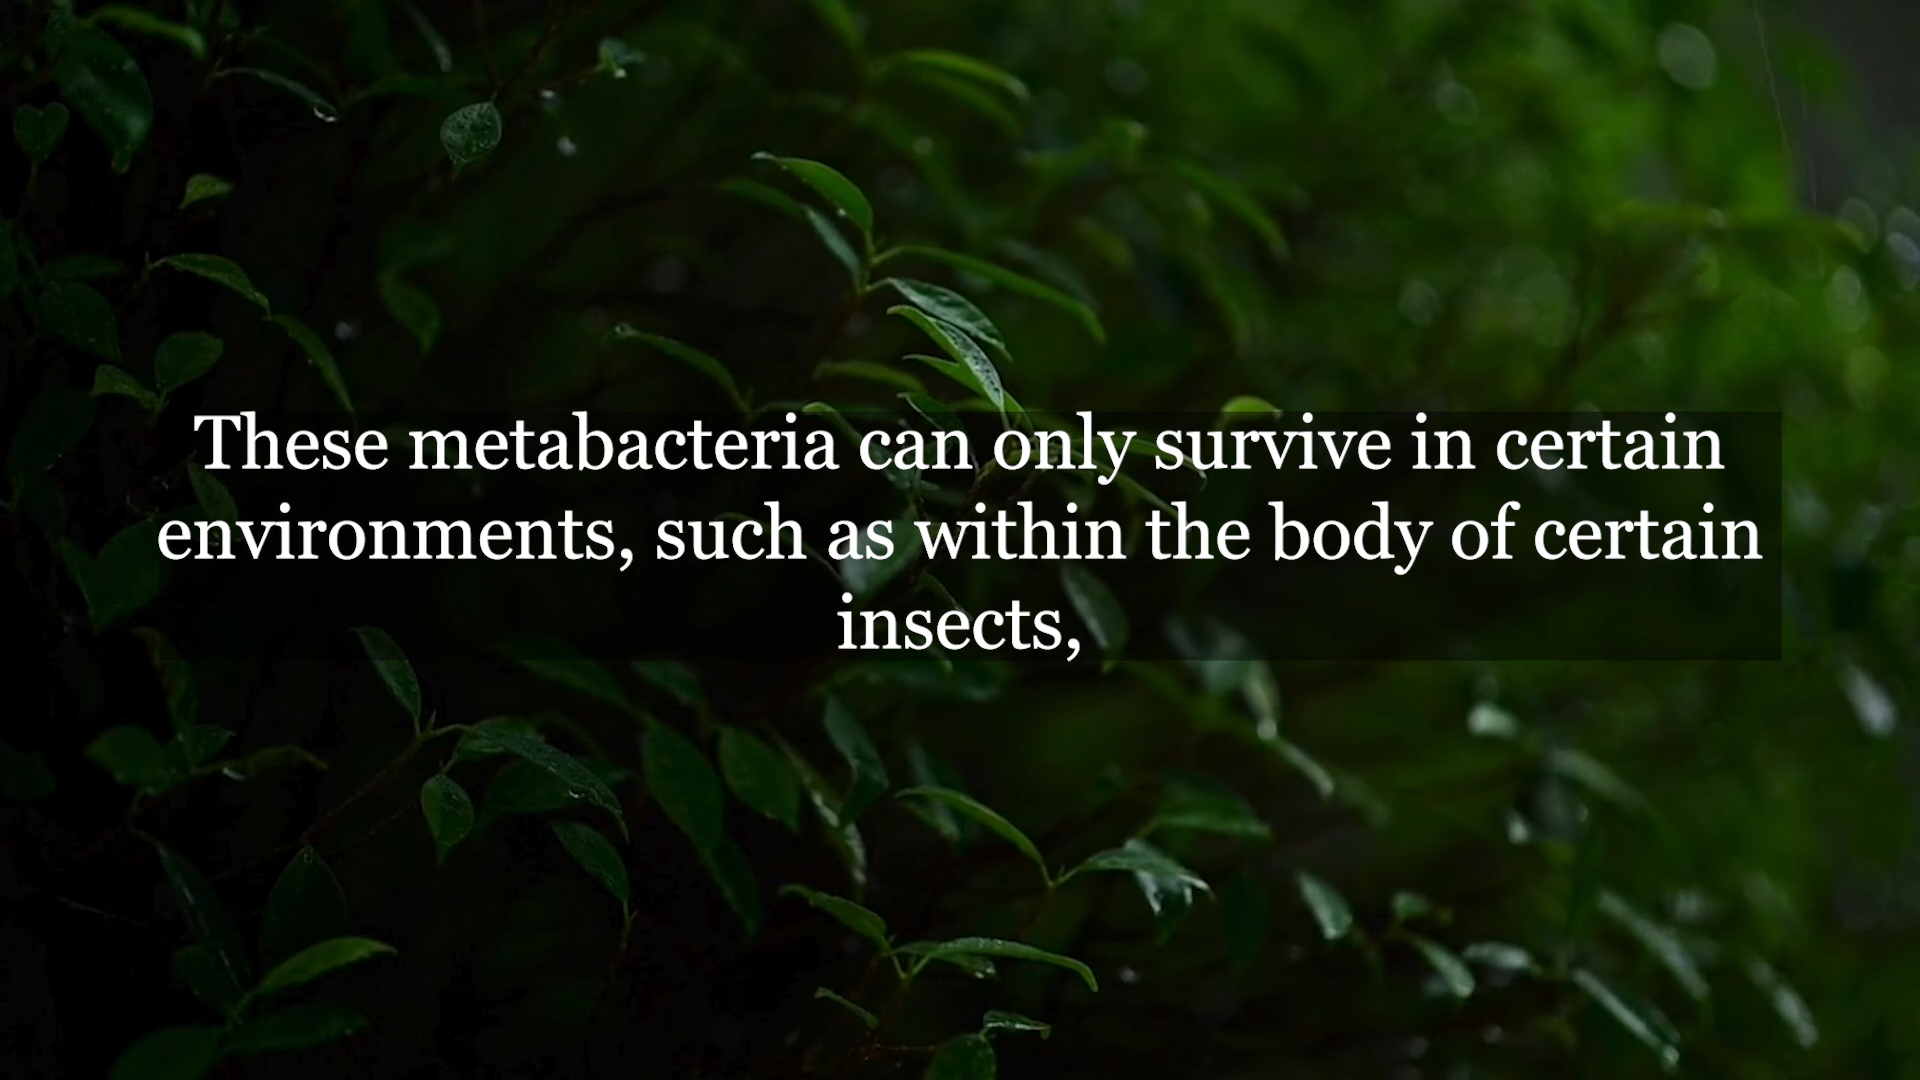 These metabacteria can only survive in certain
environments, such as within the body of certain
insects,